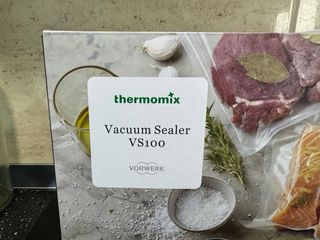 thermomix
Vacuum Sealer
VS100
VORWERK